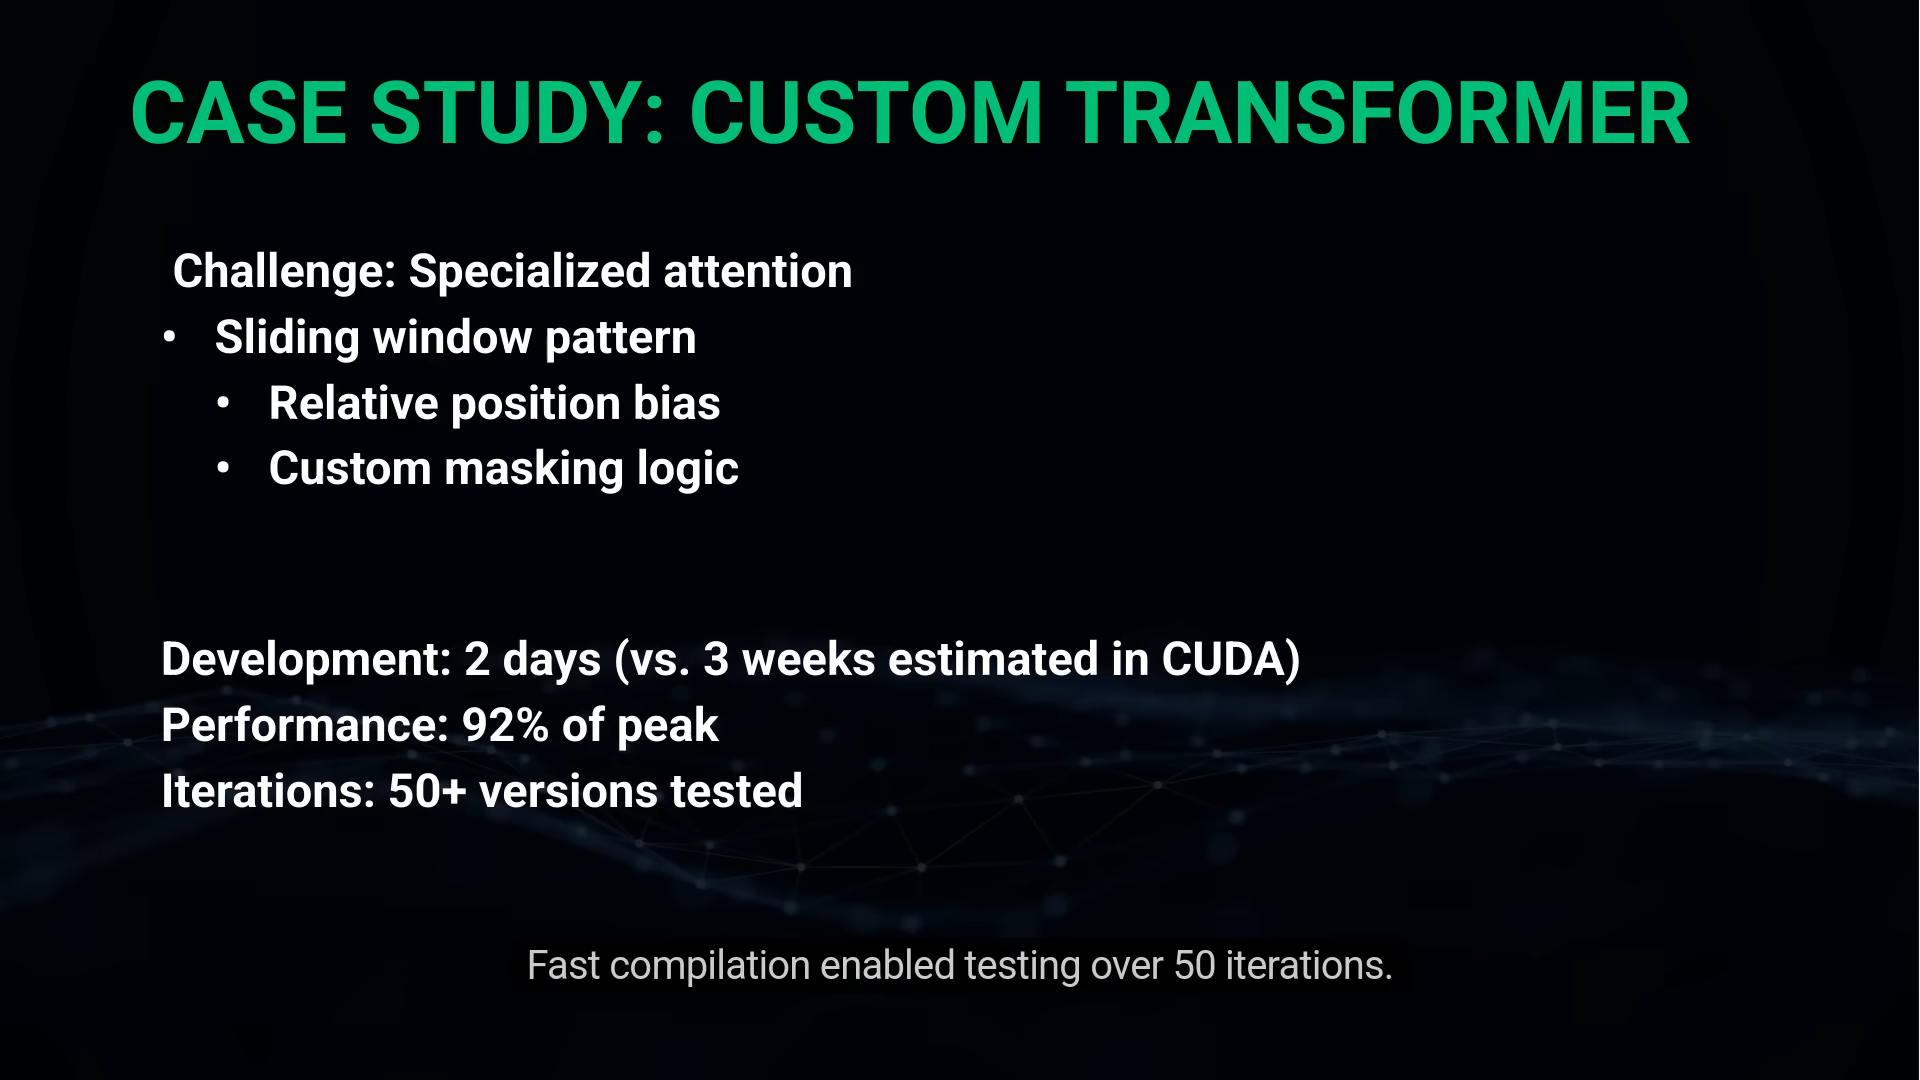 CASE STUDY: CUSTOM TRANSFORMER
Challenge: Specialized attention
• Sliding window pattern
• Relative position bias
• Custom masking logic
Development: 2 days (vs. 3 weeks estimated in CUDA)
Performance: 92% of peak
Iterations: 50+ versions tested
Fast compilation enabled testing over 50 iterations.